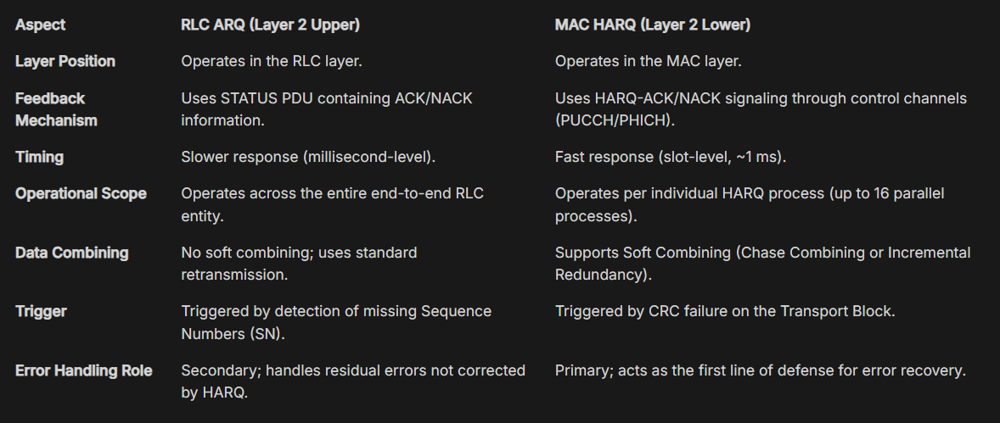 Aspect RLC ARQ (Layer 2 Upper) MAC HARQ (Layer 2 Lower)
Layer Position Operates in the RLC layer. Operates in the MAC layer.
Feedback Uses STATUS PDU containing ACK/NACK Uses HARQ-ACK/NACK signaling through control channels
Mechanism information. (PUCCH/PHICH).
Timing Slower response (millisecond-level). Fast response (slot-level, ~1 ms).
Operational Scope Operates across the entire end-to-end RLC Operates per individual HARQ process (up to 16 parallel
entity. processes).
Data Combining No soft combining; uses standard Supports Soft Combining (Chase Combining or Incremental
retransmission. Redundancy).
Trigger Triggered by detection of missing Sequence Triggered by CRC failure on the Transport Block.
Numbers (SN).
Error Handling Role Secondary; handles residual errors not corrected Primary; acts as the first line of defense for error recovery.
by HARQ.